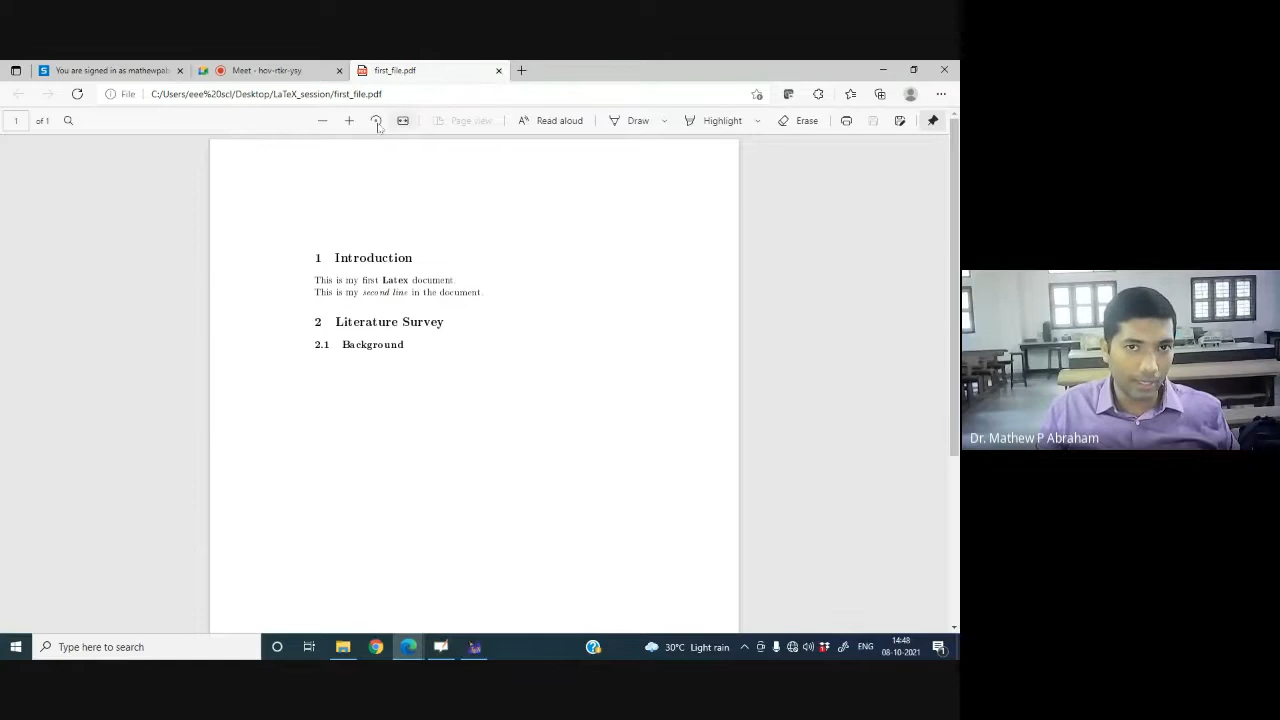 You are signed in as mathewpab
Meet - hov-rtkr-ysy
first_file.pdf
File
C:/Users/eee%20scl/Desktop/LaTeX_session/first_file.pdf
1 of 1
Page view
Read aloud
Draw
Highlight
Erase
1 Introduction
This is my first Latex document.
This is my second line in the document.
2 Literature Survey
2.1 Background
Dr. Mathew P Abraham
Type here to search
30°C Light rain
ENG
14:48
08-10-2021
1